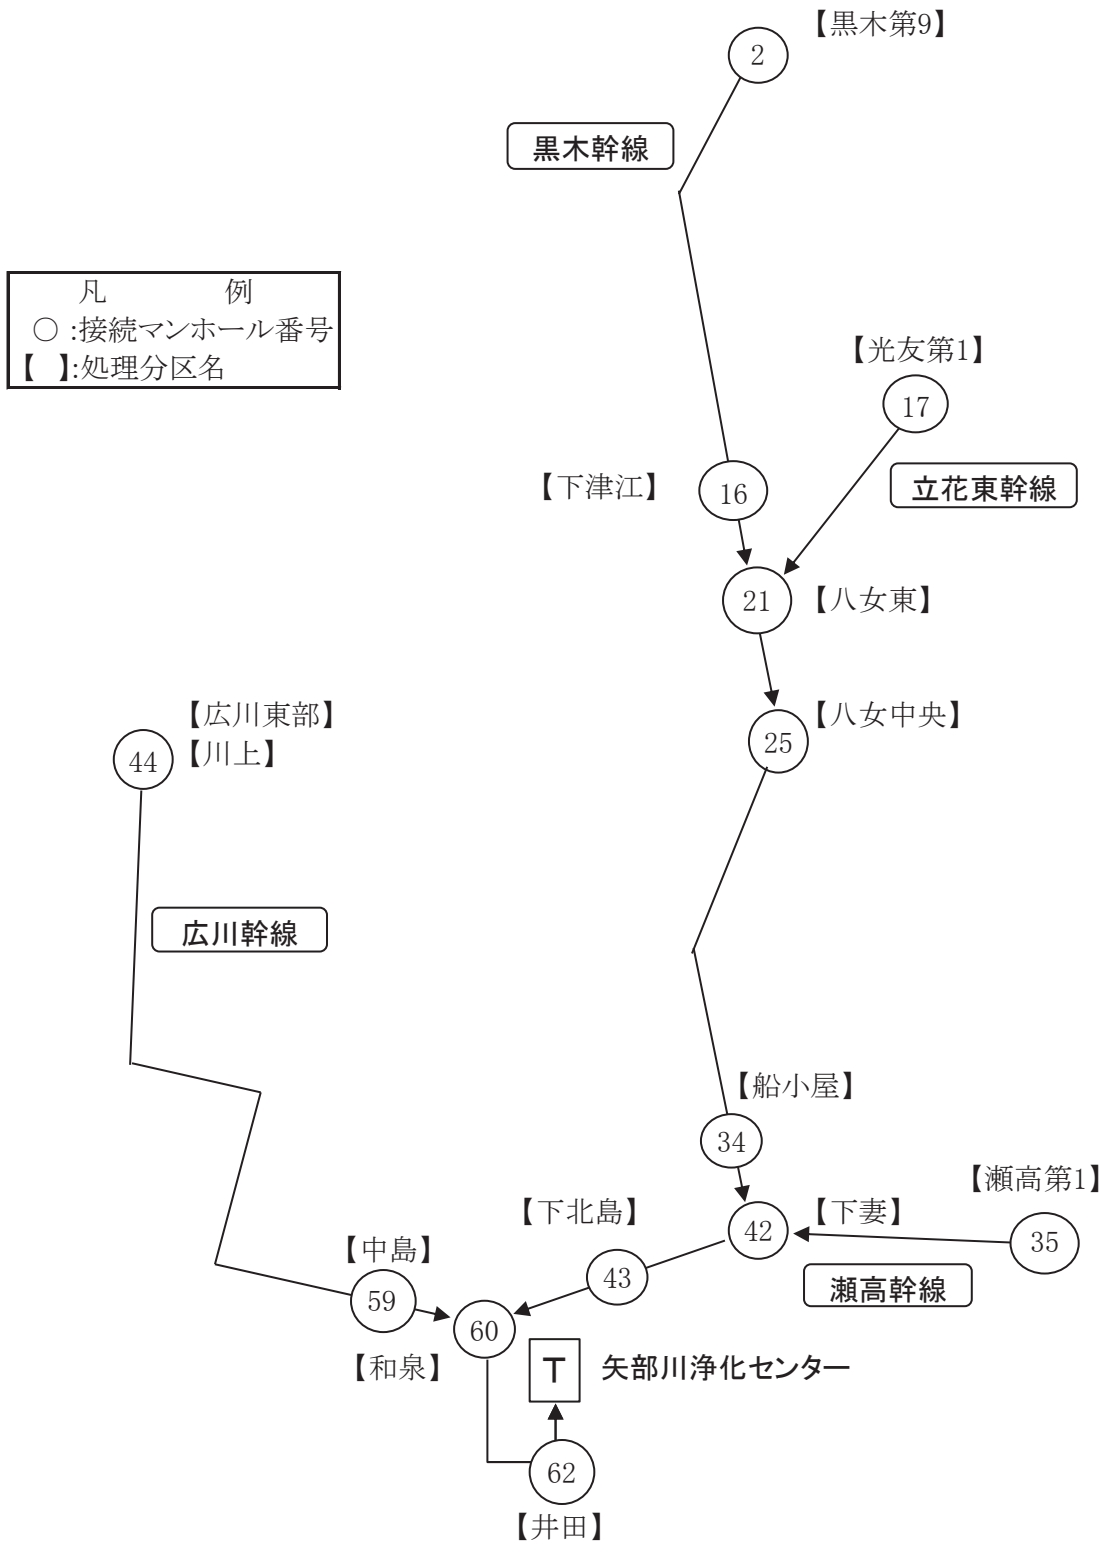 【黒木第9】
2
黒木幹線
凡 例
○ :接続マンホール番号
【 】:処理分区名
【光友第1】
17
【下津江】
16
立花東幹線
21
【八女東】
【広川東部】
【八女中央】
44
【川上】
25
広川幹線
【船小屋】
34
【瀬高第1】
【下北島】
【下妻】
42
35
【中島】
43
瀬高幹線
59
60
【和泉】
T
矢部川浄化センター
62
【井田】